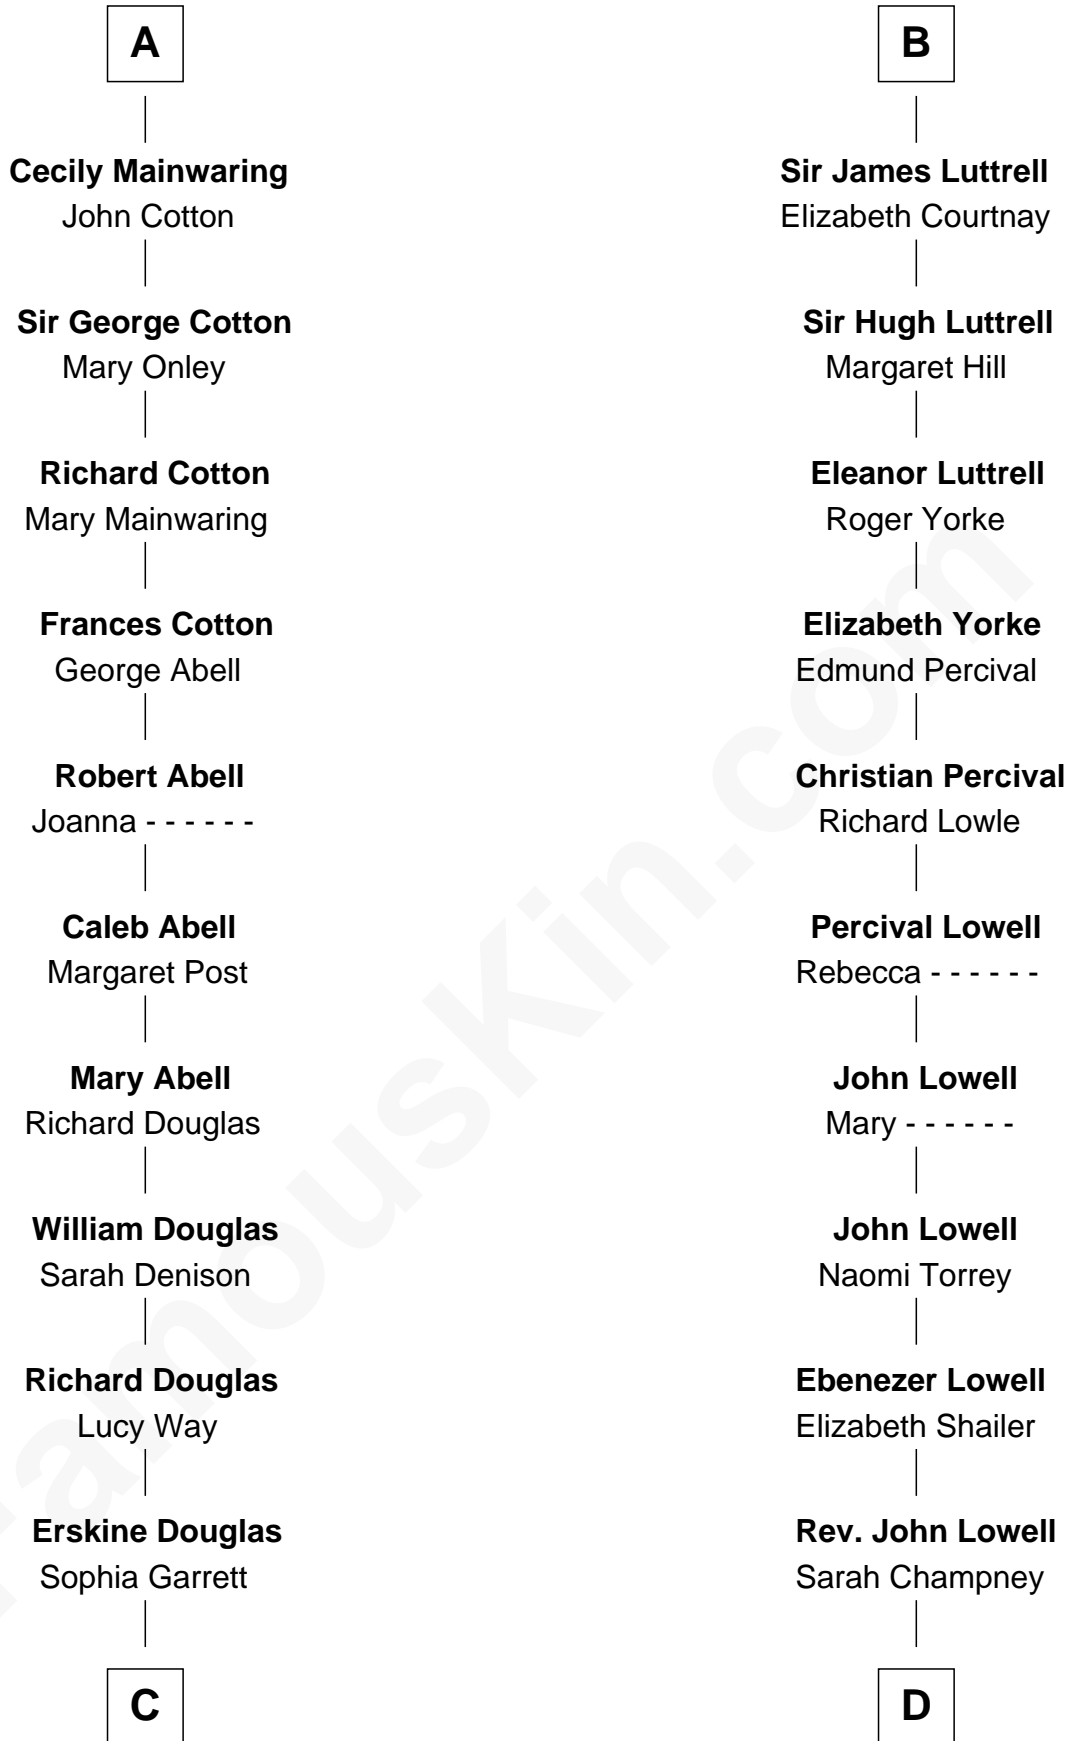 A
Cecily Mainwaring
John Cotton
Sir George Cotton
Mary Onley
Richard Cotton
Mary Mainwaring
Frances Cotton
George Abell
Robert Abell
Joanna - - - - - -
Caleb Abell
Margaret Post
Mary Abell
Richard Douglas
William Douglas
Sarah Denison
Richard Douglas
Lucy Way
Erskine Douglas
Sophia Garrett
C
B
Sir James Luttrell
Elizabeth Courtnay
Sir Hugh Luttrell
Margaret Hill
Eleanor Luttrell
Roger Yorke
Elizabeth Yorke
Edmund Percival
Christian Percival
Richard Lowle
Percival Lowell
Rebecca - - - - - -
John Lowell
Mary - - - - - -
John Lowell
Naomi Torrey
Ebenezer Lowell
Elizabeth Shailer
Rev. John Lowell
Sarah Champney
D
FamousKin.com